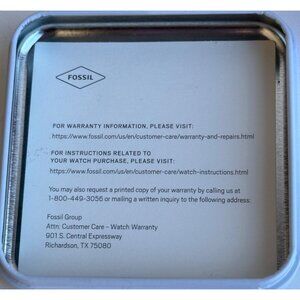 FOSSIL
FOR WARRANTY INFORMATION, PLEASE VISIT:
https://www.fossil.com/us/en/customer-care/warranty-and-repairs.html
FOR INSTRUCTIONS RELATED TO
YOUR WATCH PURCHASE, PLEASE VISIT:
https://www.fossil.com/us/en/customer-care/watch-instructions.html
You may also request a printed copy of your warranty by calling us at
1-800-449-3056 or mailing a written inquiry to the following address:
Fossil Group
Attn: Customer Care – Watch Warranty
901 S. Central Expressway
Richardson, TX 75080